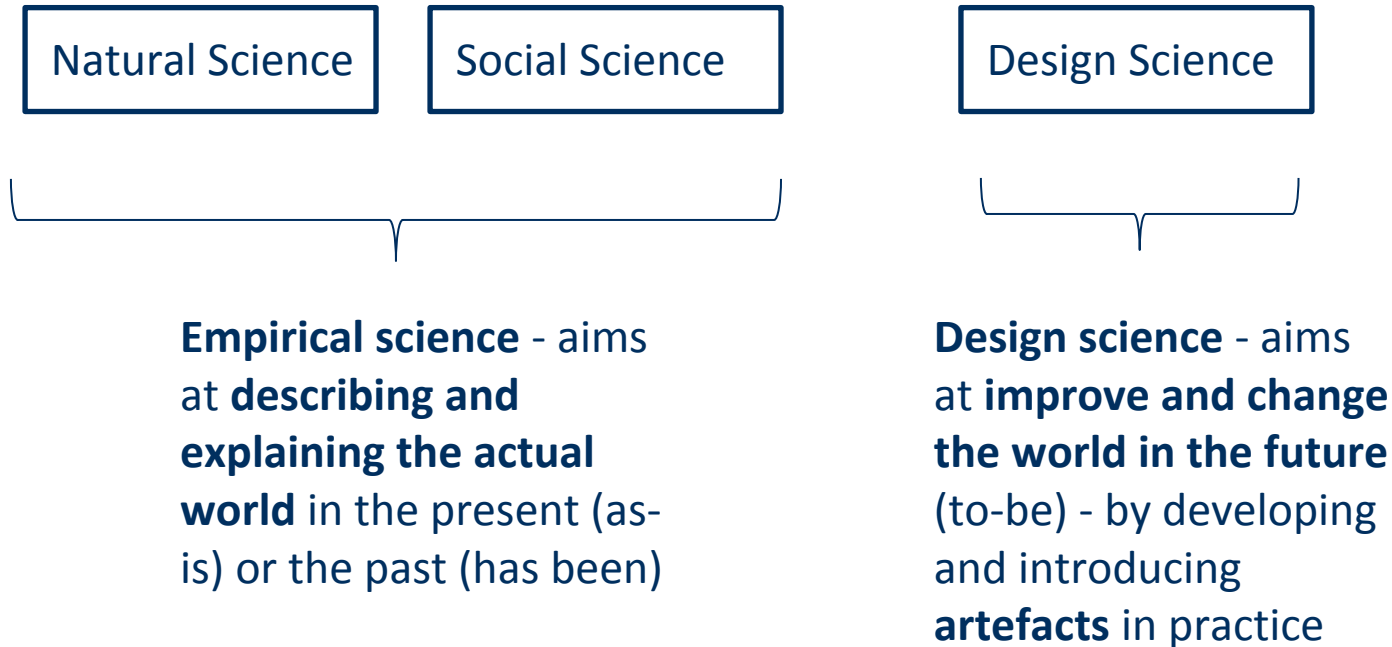 Natural Science
Social Science
Design Science
Empirical science - aims
at describing and
explaining the actual
world in the present (as-
is) or the past (has been)
Design science - aims
at improve and change
the world in the future
(to-be) - by developing
and introducing
artefacts in practice